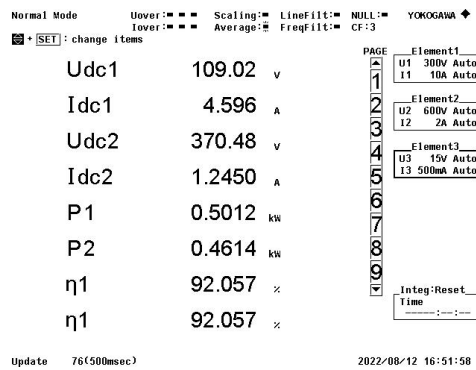 Normal Mode Uover: Scaling: LineFilt: NULL: YOKOGAWA
Iover: Average: FreqFilt: CF:3
+ SET : change items
PAGE
Udc1 109.02 V
Idc1 4.596 A
Udc2 370.48 V
Idc2 1.2450 A
P1 0.5012 kW
P2 0.4614 kW
η1 92.057 %
η1 92.057 %
1
2
3
4
5
6
7
8
9
Element1
U1 300V Auto
I1 10A Auto
Element2
U2 600V Auto
I2 2A Auto
Element3
U3 15V Auto
I3 500mA Auto
Integ:Reset
Time
-----:--:--
Update 76(500msec)
2022/08/12 16:51:58